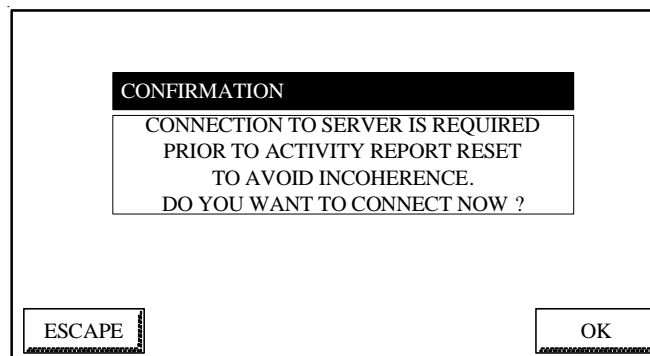 CONFIRMATION
CONNECTION TO SERVER IS REQUIRED
PRIOR TO ACTIVITY REPORT RESET
TO AVOID INCOHERENCE.
DO YOU WANT TO CONNECT NOW ?
ESCAPE
OK